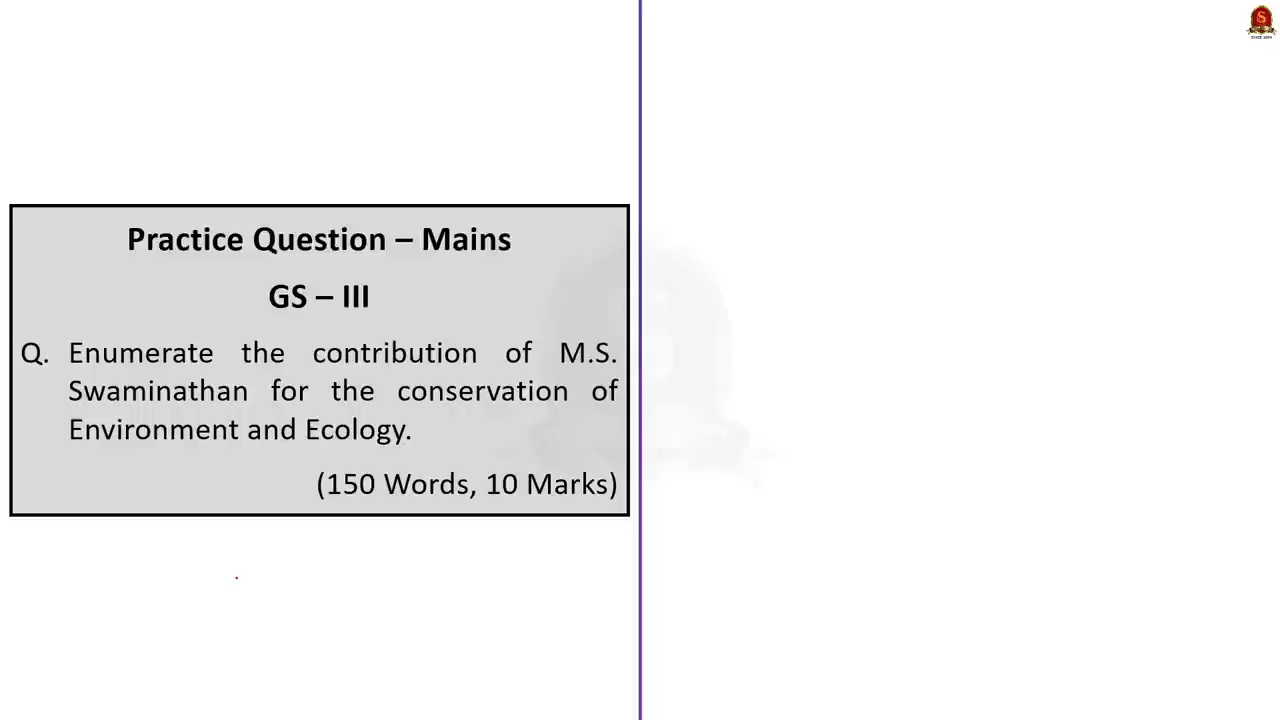 Practice Question – Mains
GS – III
Q. Enumerate the contribution of M.S.
Swaminathan for the conservation of
Environment and Ecology.
(150 Words, 10 Marks)
S